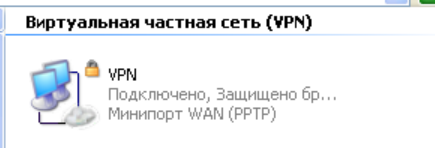 Виртуальная частная сеть (VPN)
VPN
Подключено, Защищено бр...
Минипорт WAN (PPTP)